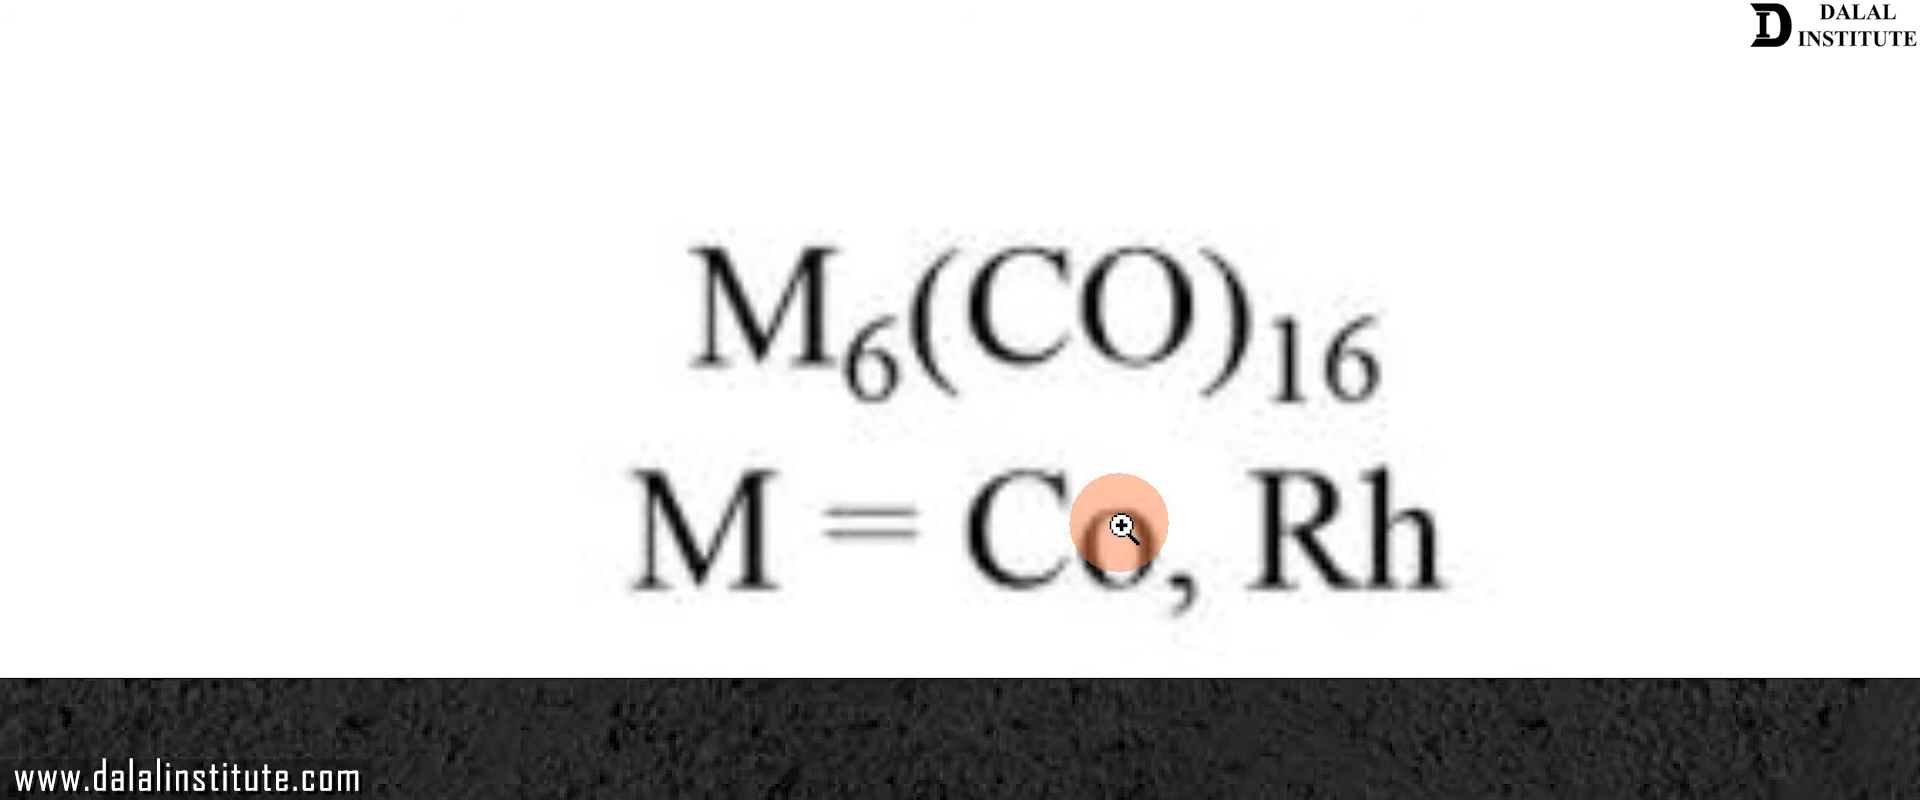 DALAL
INSTITUTE
M₆(CO)₁₆
M = Co, Rh
www.dalalinstitute.com